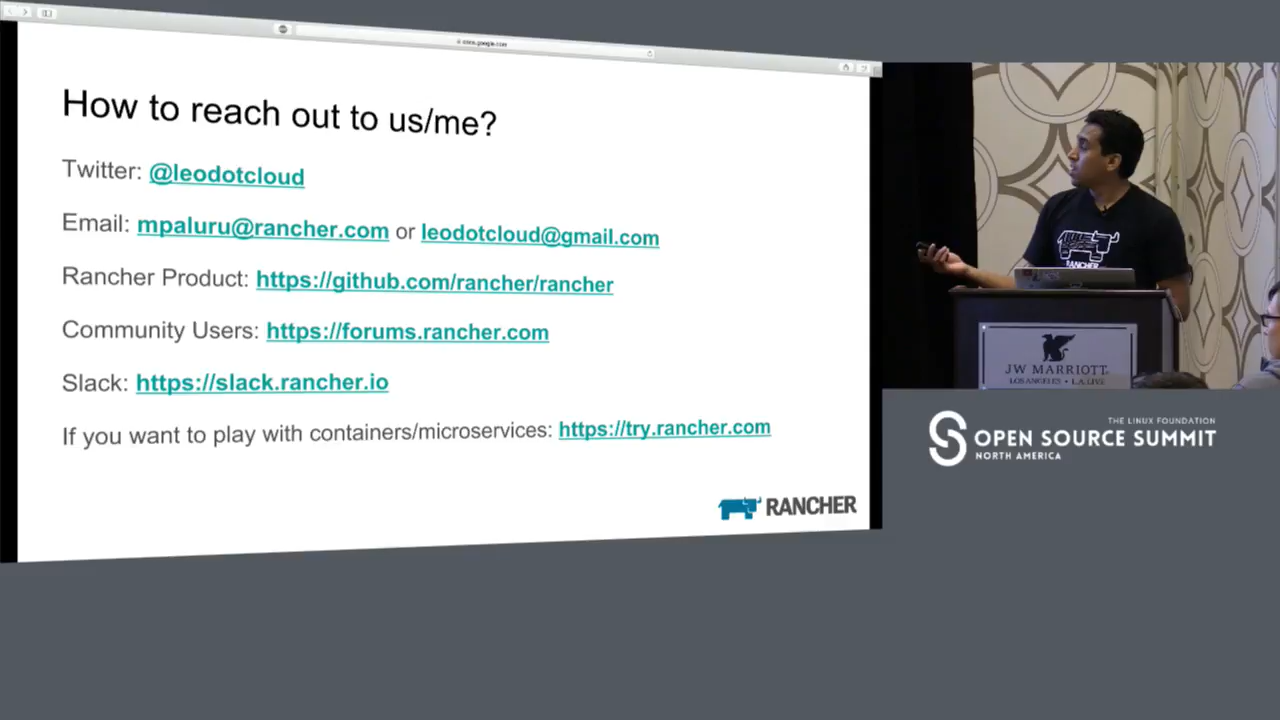 How to reach out to us/me?
Twitter: @leodotcloud
Email: mpaluru@rancher.com or leodotcloud@gmail.com
Rancher Product: https://github.com/rancher/rancher
Community Users: https://forums.rancher.com
Slack: https://slack.rancher.io
If you want to play with containers/microservices: https://try.rancher.com
RANCHER
RANCHER
JW MARRIOTT
LOS ANGELES • L.A. LIVE
THE LINUX FOUNDATION
OPEN SOURCE SUMMIT
NORTH AMERICA